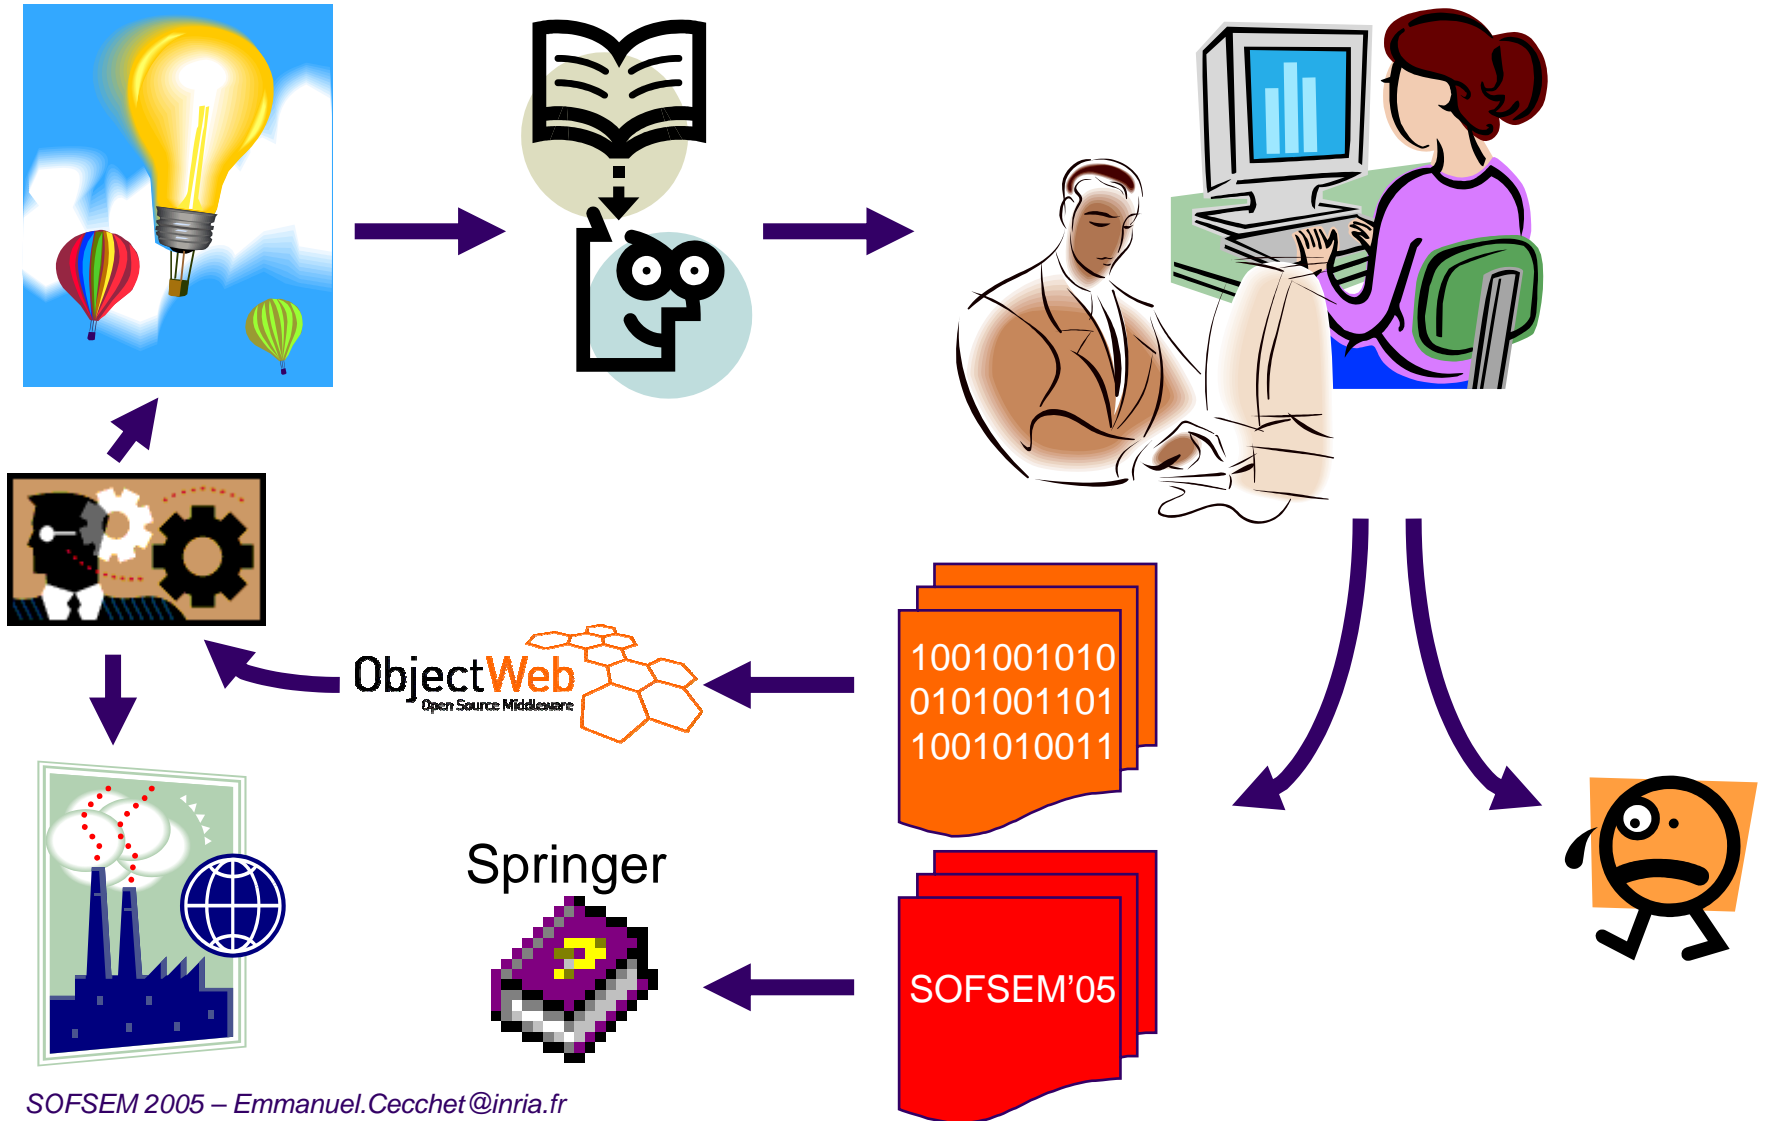 1001001010
0101001101
1001010011
ObjectWeb
Open Source Middleware
Springer
?
SOFSEM’05
SOFSEM 2005 – Emmanuel.Cecchet@inria.fr